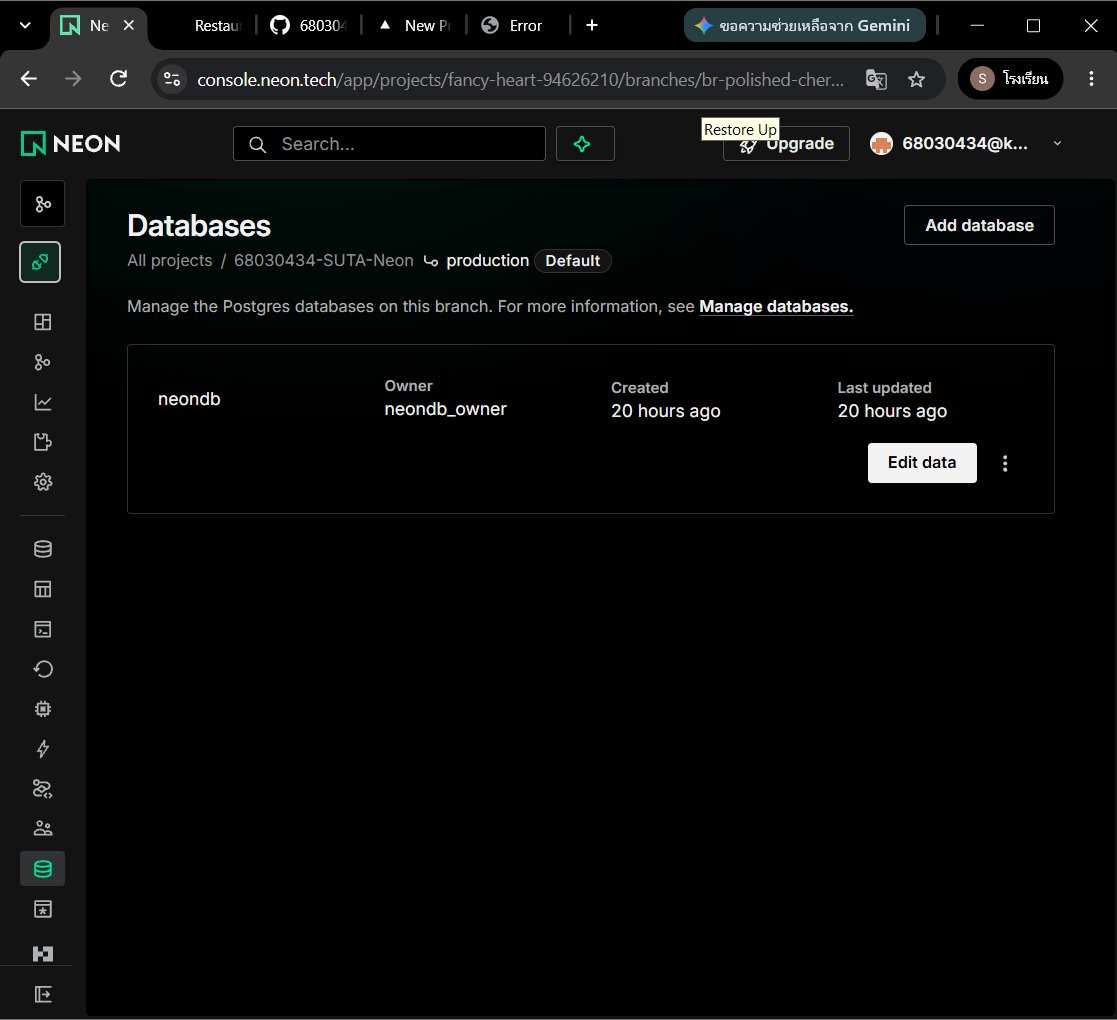 Ne
Restau
68030
New Pr
Error
ขอความช่วยเหลือจาก Gemini
console.neon.tech/app/projects/fancy-heart-94626210/branches/br-polished-cher...
S
โรงเรียน
NEON
Search...
Restore Up
Upgrade
68030434@k...
Databases
Add database
All projects / 68030434-SUTA-Neon production Default
Manage the Postgres databases on this branch. For more information, see Manage databases.
neondb
Owner
neondb_owner
Created
20 hours ago
Last updated
20 hours ago
Edit data